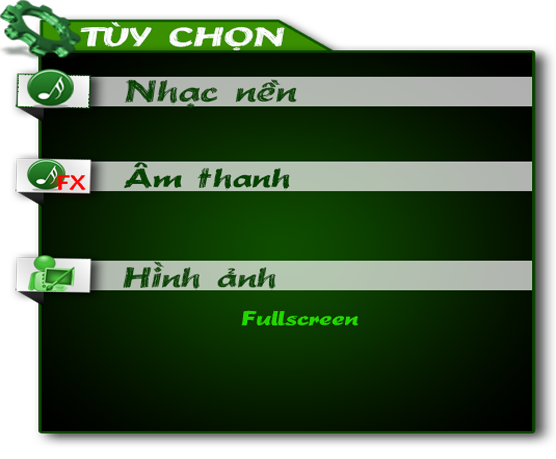 TÙY CHỌN
Nhạc nền
FX
Âm thanh
Hình ảnh
Fullscreen